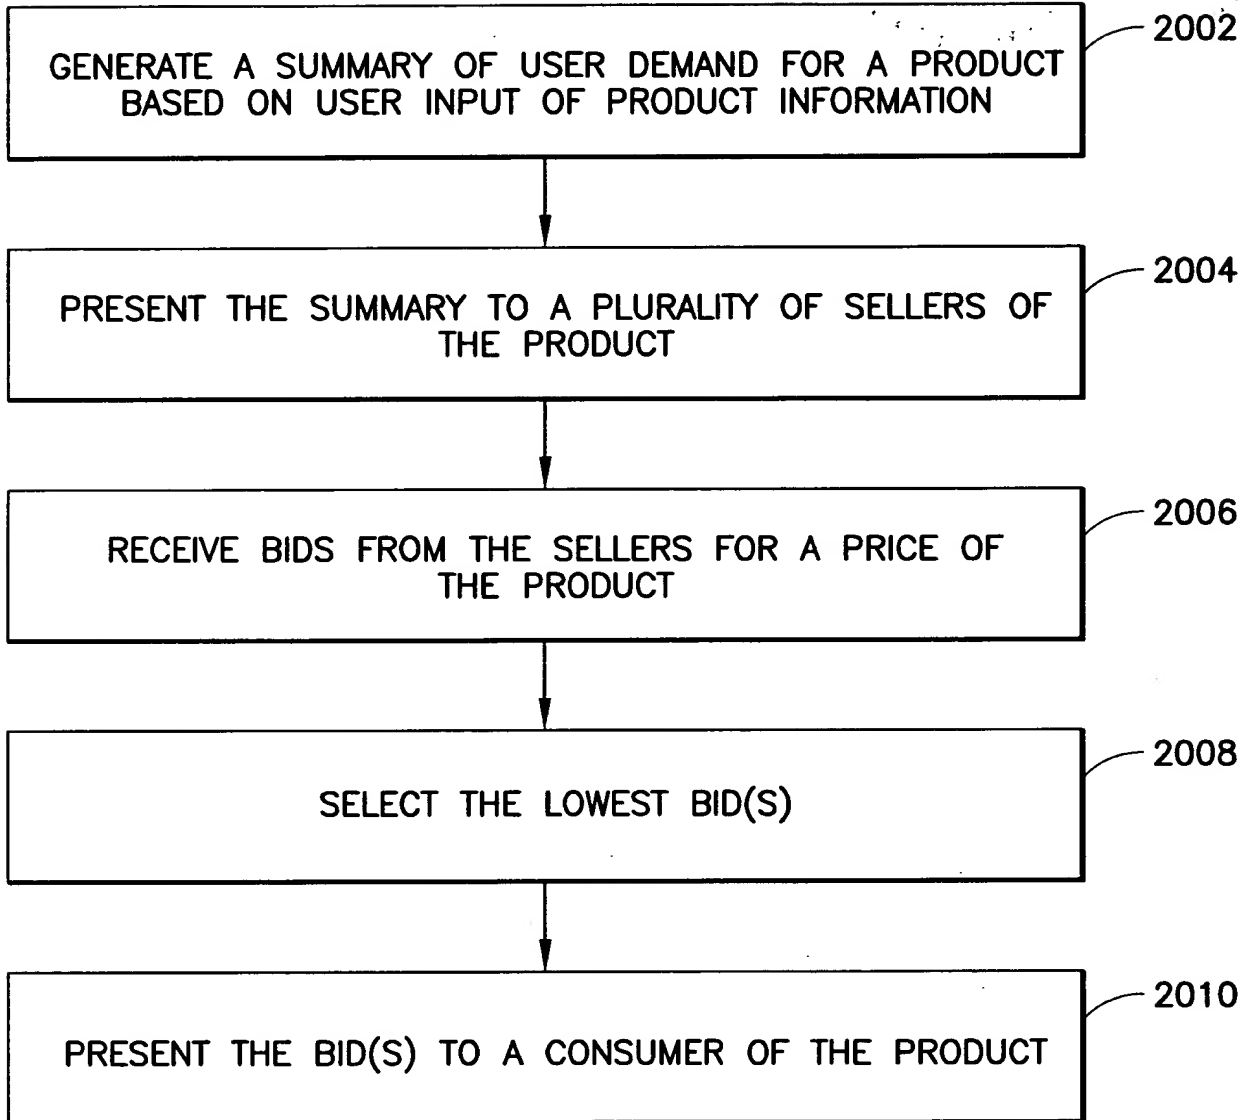 2002
GENERATE A SUMMARY OF USER DEMAND FOR A PRODUCT
BASED ON USER INPUT OF PRODUCT INFORMATION
2004
PRESENT THE SUMMARY TO A PLURALITY OF SELLERS OF
THE PRODUCT
2006
RECEIVE BIDS FROM THE SELLERS FOR A PRICE OF
THE PRODUCT
2008
SELECT THE LOWEST BID(S)
2010
PRESENT THE BID(S) TO A CONSUMER OF THE PRODUCT